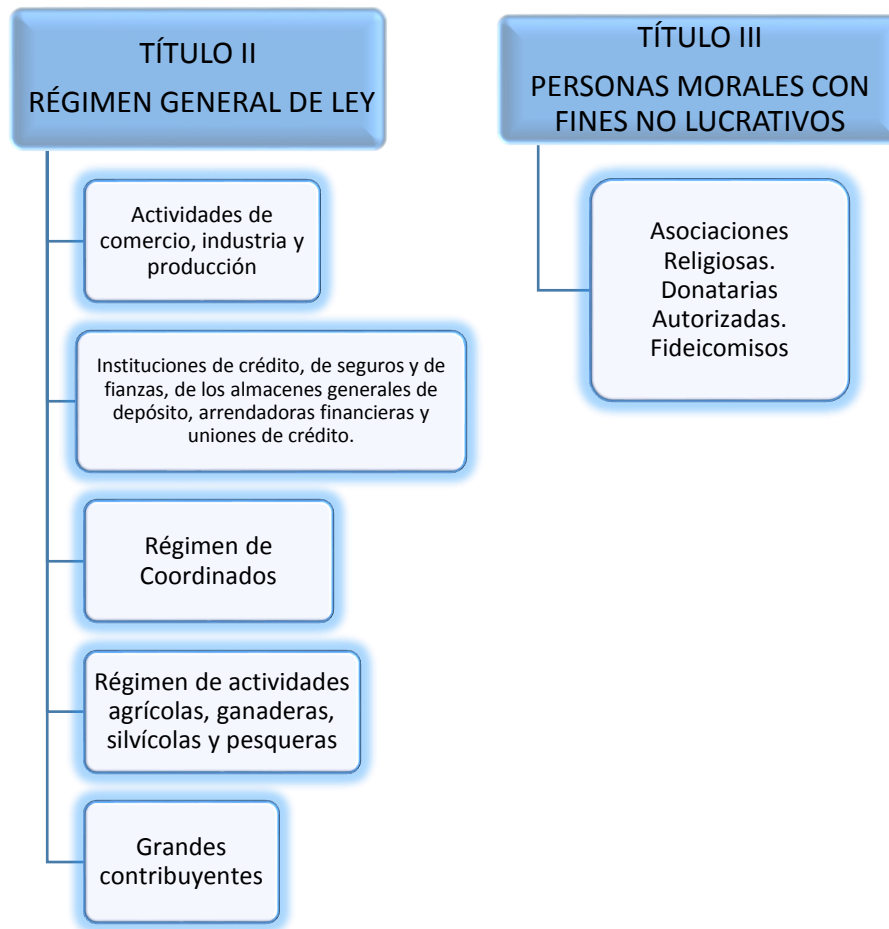 TÍTULO II
RÉGIMEN GENERAL DE LEY
Actividades de
comercio, industria y
producción
Instituciones de crédito, de seguros y de
fianzas, de los almacenes generales de
depósito, arrendadoras financieras y
uniones de crédito.
Régimen de
Coordinados
Régimen de actividades
agrícolas, ganaderas,
silvícolas y pesqueras
Grandes
contribuyentes
TÍTULO III
PERSONAS MORALES CON
FINES NO LUCRATIVOS
Asociaciones
Religiosas.
Donatarias
Autorizadas.
Fideicomisos